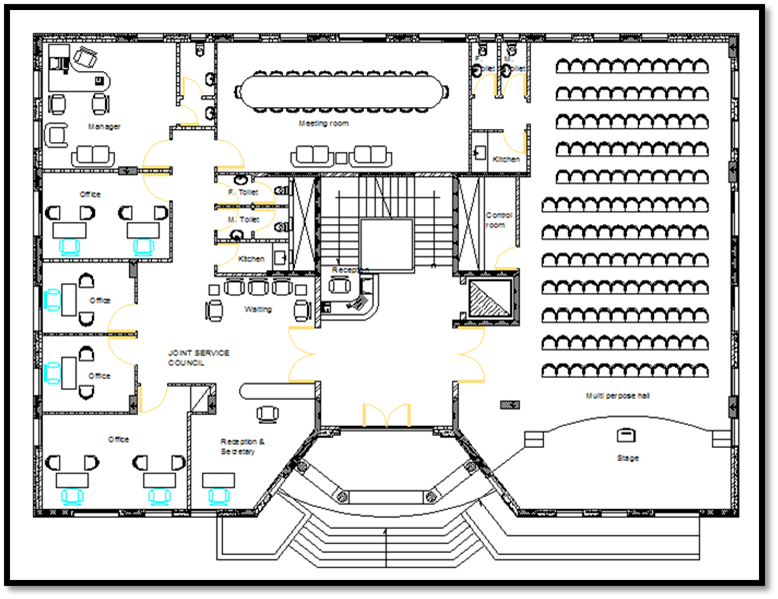 F.
Toilet
M.
Toilet
Manager
Meeting room
Kitchen
Office
F. Toilet
M. Toilet
Control
room
Kitchen
Reception
Office
Waiting
JOINT SERVICE
COUNCIL
Office
Multi perpose hall
Office
Reception &
Secretary
Stage